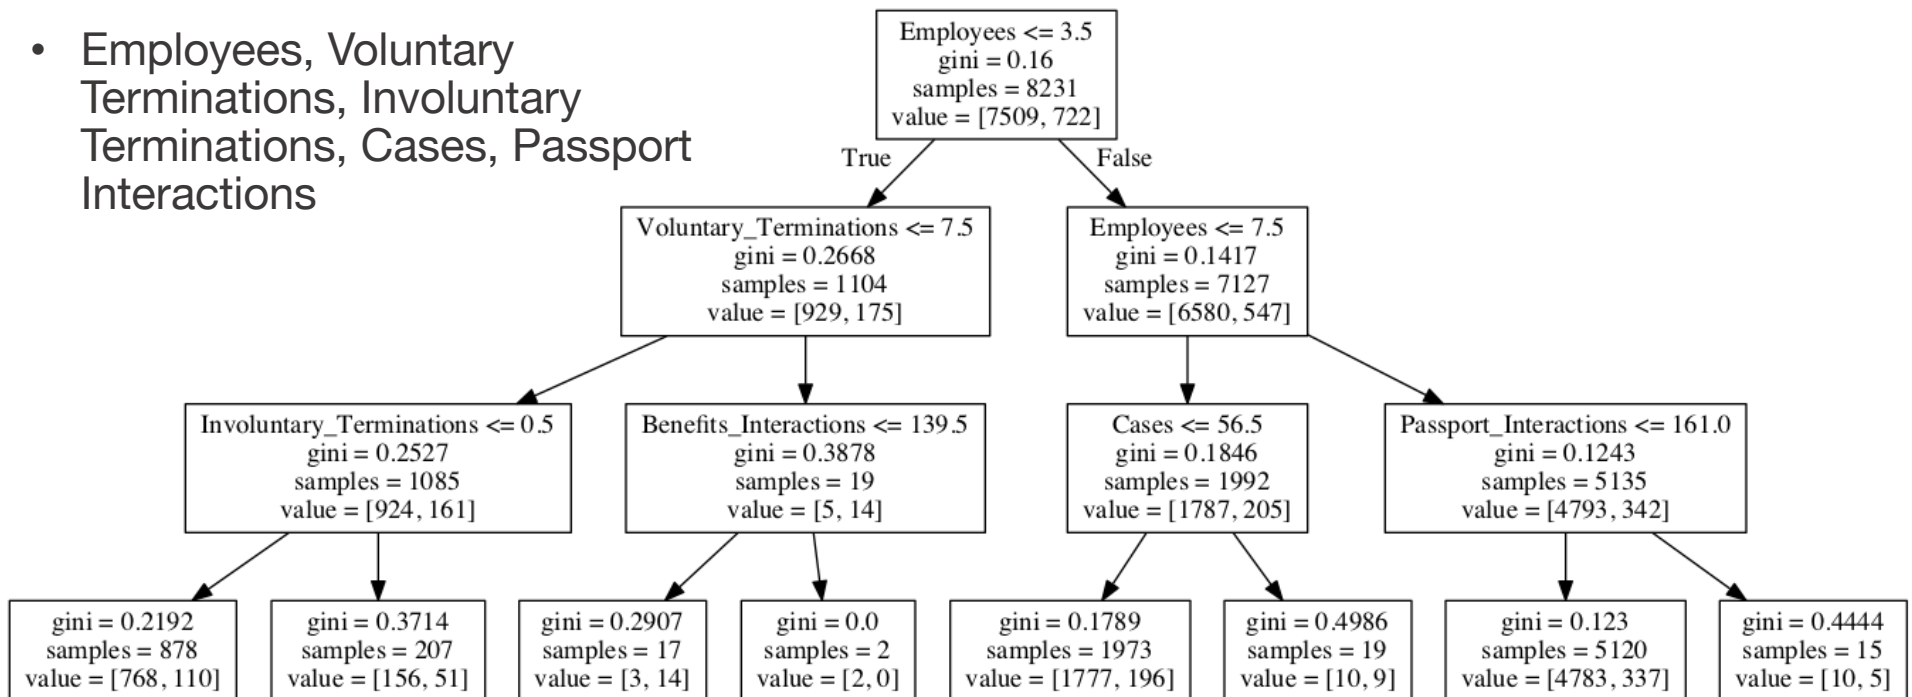 • Employees, Voluntary
Terminations, Involuntary
Terminations, Cases, Passport
Interactions
Employees <= 3.5
gini = 0.16
samples = 8231
value = [7509, 722]
True
False
Voluntary_Terminations <= 7.5
gini = 0.2668
samples = 1104
value = [929, 175]
Employees <= 7.5
gini = 0.1417
samples = 7127
value = [6580, 547]
Involuntary_Terminations <= 0.5
gini = 0.2527
samples = 1085
value = [924, 161]
Benefits_Interactions <= 139.5
gini = 0.3878
samples = 19
value = [5, 14]
Cases <= 56.5
gini = 0.1846
samples = 1992
value = [1787, 205]
Passport_Interactions <= 161.0
gini = 0.1243
samples = 5135
value = [4793, 342]
gini = 0.2192
samples = 878
value = [768, 110]
gini = 0.3714
samples = 207
value = [156, 51]
gini = 0.2907
samples = 17
value = [3, 14]
gini = 0.0
samples = 2
value = [2, 0]
gini = 0.1789
samples = 1973
value = [1777, 196]
gini = 0.4986
samples = 19
value = [10, 9]
gini = 0.123
samples = 5120
value = [4783, 337]
gini = 0.4444
samples = 15
value = [10, 5]